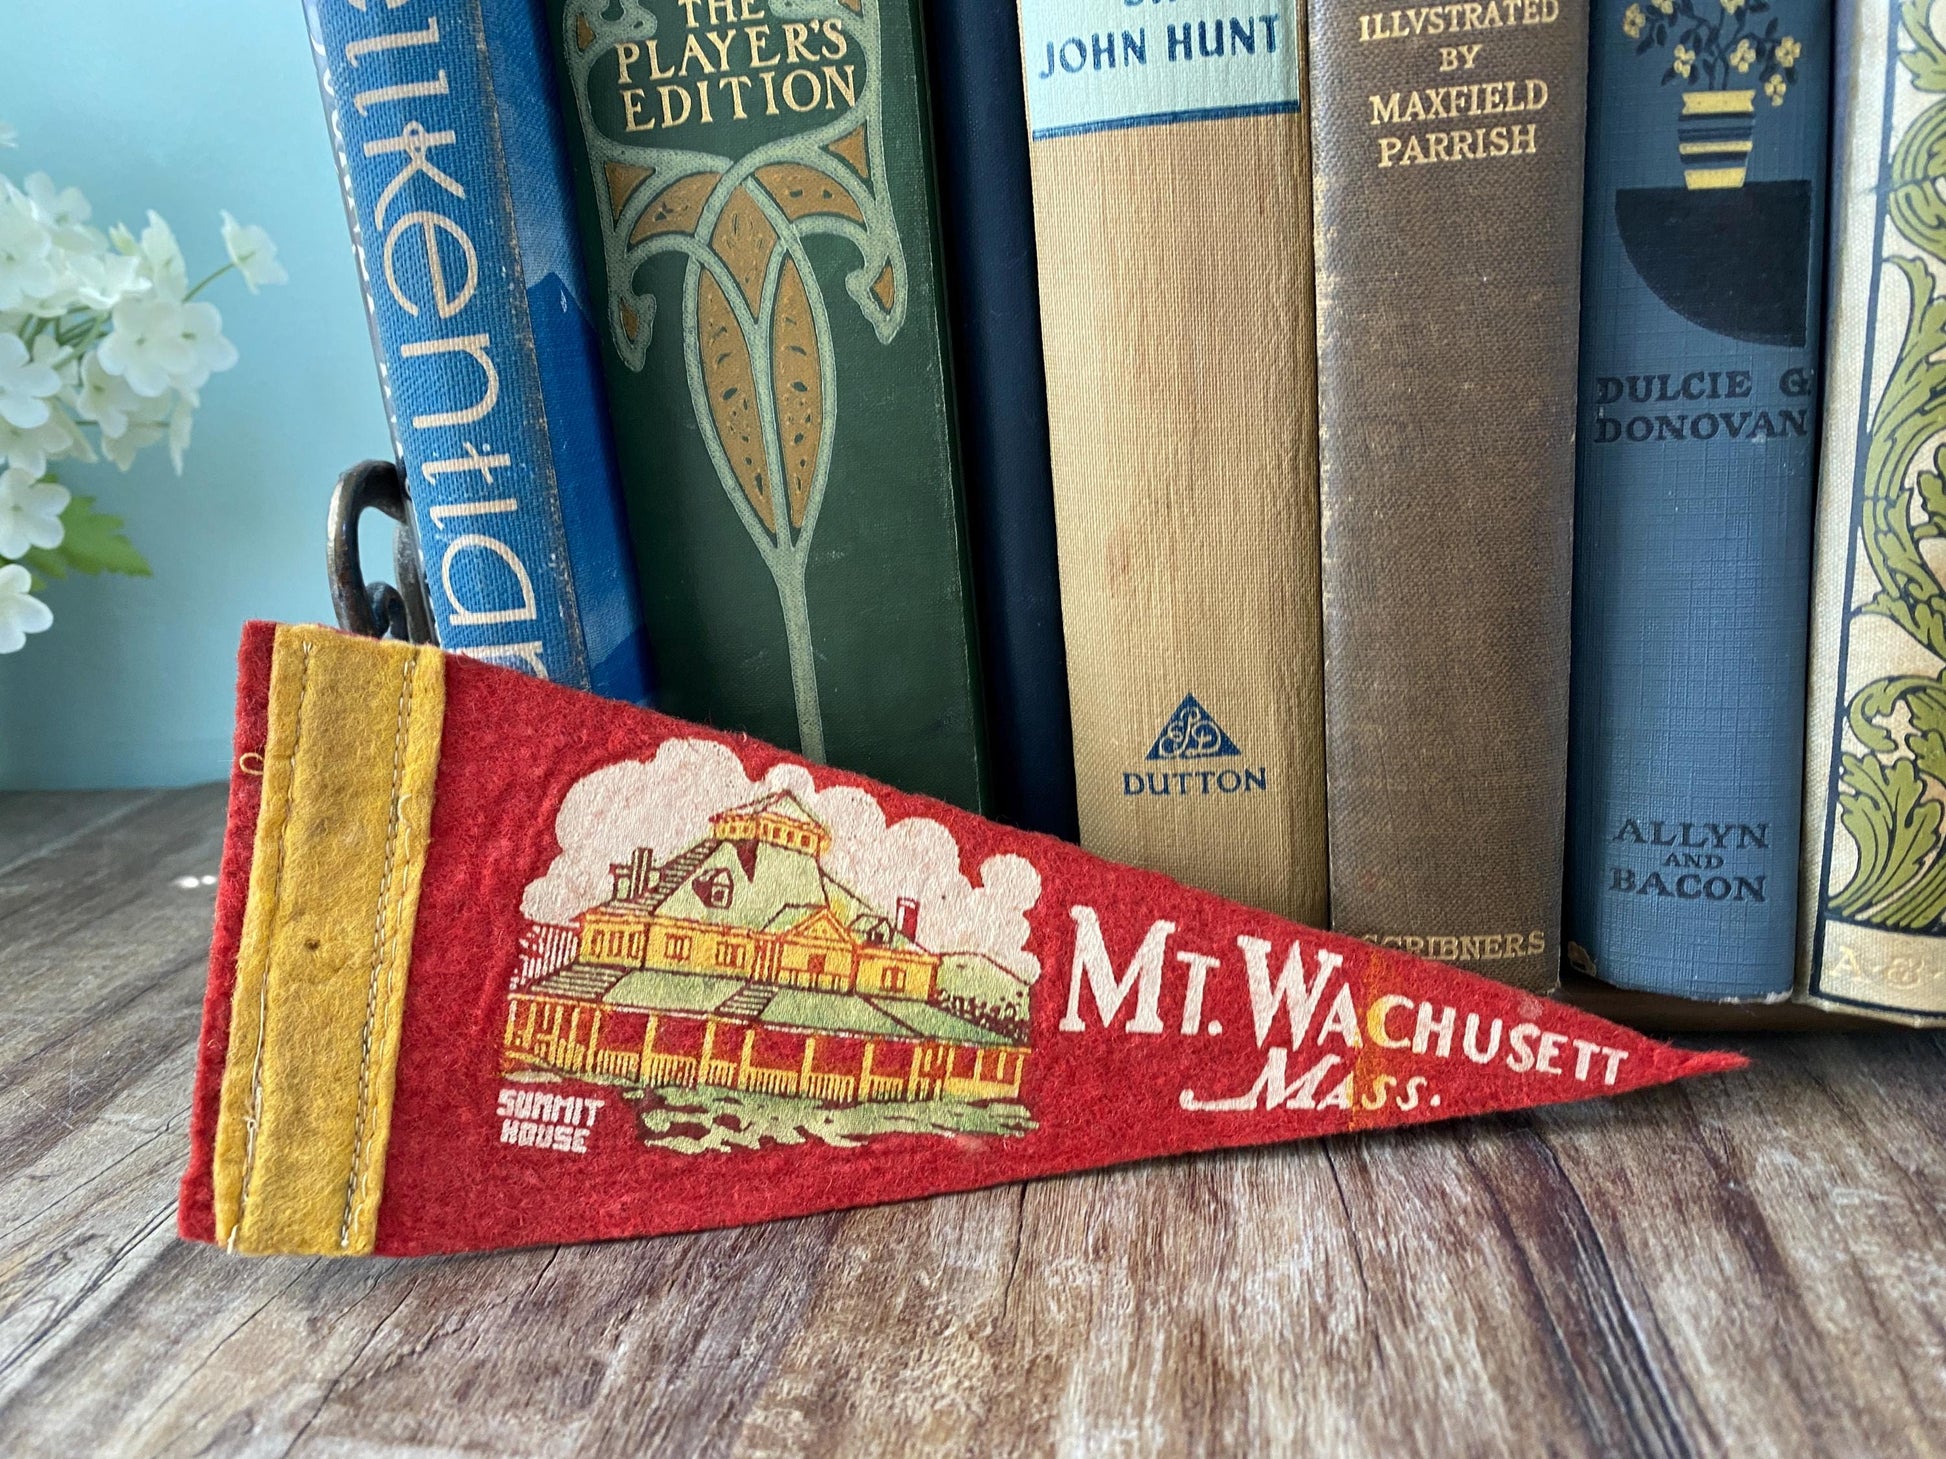 THE
PLAYER'S
EDITION
JOHN HUNT
DUTTON
ILLVSTRATED
BY
MAXFIELD
PARRISH
SCRIBNERS
DULCIE G
DONOVAN
ALLYN
AND
BACON
SUMMIT
HOUSE
MT. WACHUSETT
MASS.